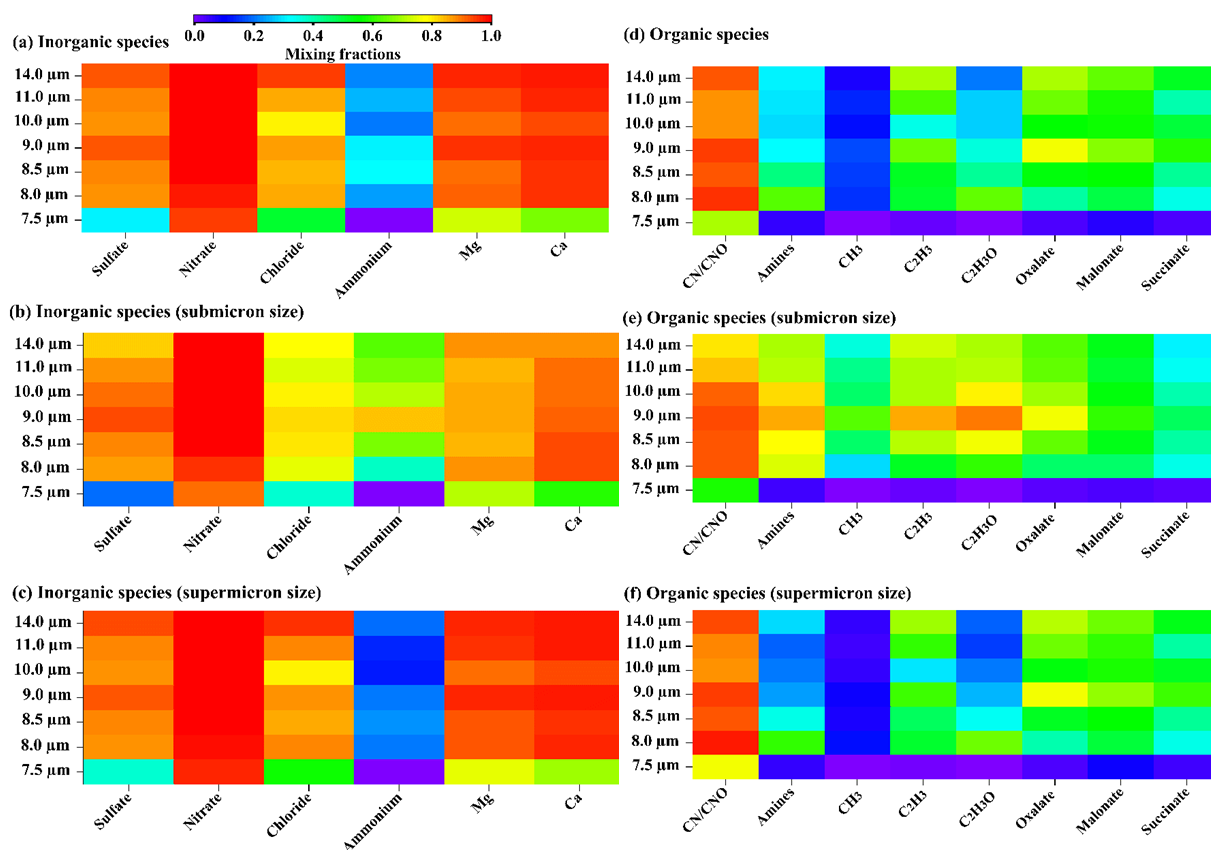 0.0 0.2 0.4 0.6 0.8 1.0
Mixing fractions
(a) Inorganic species
14.0 µm
11.0 µm
10.0 µm
9.0 µm
8.5 µm
8.0 µm
7.5 µm
Sulfate Nitrate Chloride Ammonium Mg Ca
(b) Inorganic species (submicron size)
14.0 µm
11.0 µm
10.0 µm
9.0 µm
8.5 µm
8.0 µm
7.5 µm
Sulfate Nitrate Chloride Ammonium Mg Ca
(c) Inorganic species (supermicron size)
14.0 µm
11.0 µm
10.0 µm
9.0 µm
8.5 µm
8.0 µm
7.5 µm
Sulfate Nitrate Chloride Ammonium Mg Ca
(d) Organic species
14.0 µm
11.0 µm
10.0 µm
9.0 µm
8.5 µm
8.0 µm
7.5 µm
CN/CNO Amines CH3 C2H3 C2H3O Oxalate Malonate Succinate
(e) Organic species (submicron size)
14.0 µm
11.0 µm
10.0 µm
9.0 µm
8.5 µm
8.0 µm
7.5 µm
CN/CNO Amines CH3 C2H3 C2H3O Oxalate Malonate Succinate
(f) Organic species (supermicron size)
14.0 µm
11.0 µm
10.0 µm
9.0 µm
8.5 µm
8.0 µm
7.5 µm
CN/CNO Amines CH3 C2H3 C2H3O Oxalate Malonate Succinate